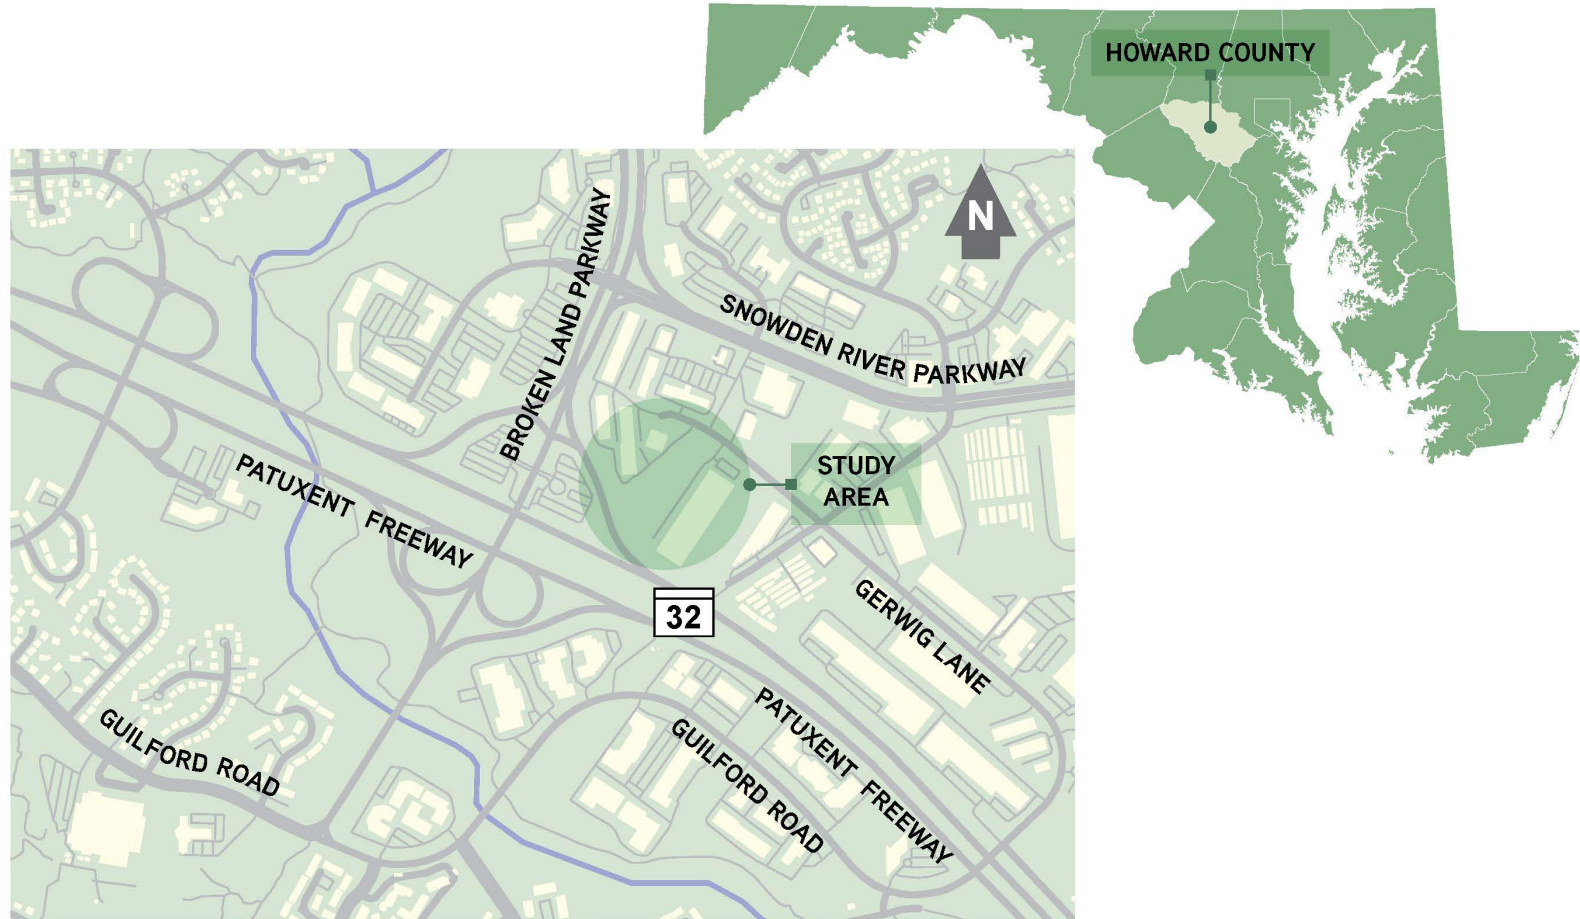 HOWARD COUNTY
N
BROKEN LAND PARKWAY
SNOWDEN RIVER PARKWAY
STUDY
AREA
PATUXENT FREEWAY
32
GERWIG LANE
PATUXENT FREEWAY
GUILFORD ROAD
GUILFORD ROAD